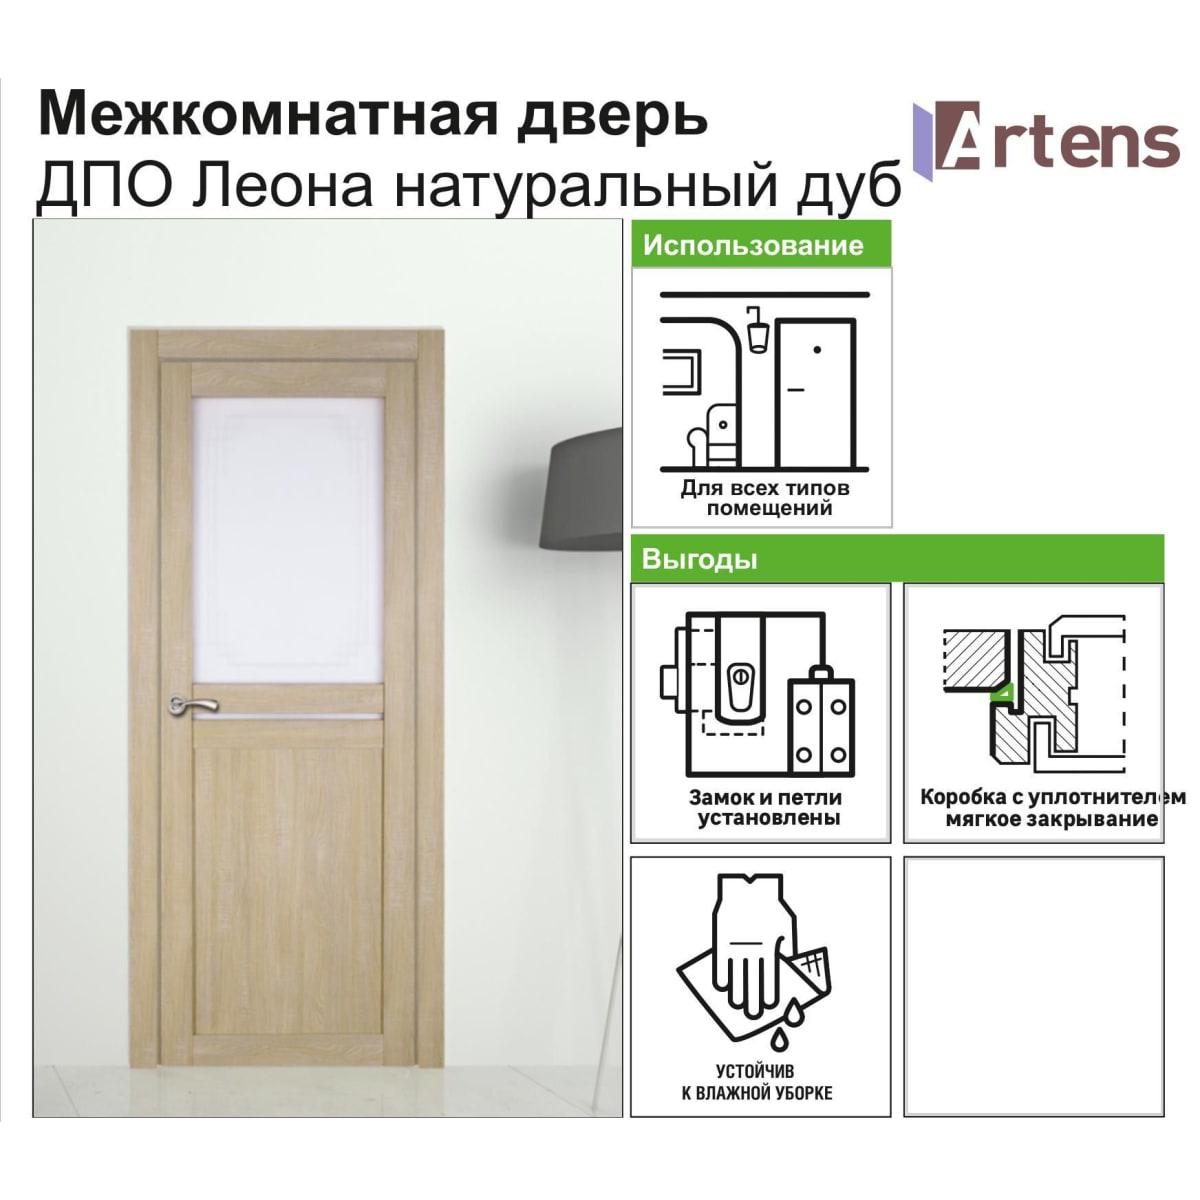 Межкомнатная дверь
ДПО Леона натуральный дуб
Artens
Использование
Для всех типов
помещений
Выгоды
Замок и петли
установлены
Коробка с уплотнителем
мягкое закрывание
УСТОЙЧИВ
К ВЛАЖНОЙ УБОРКЕ